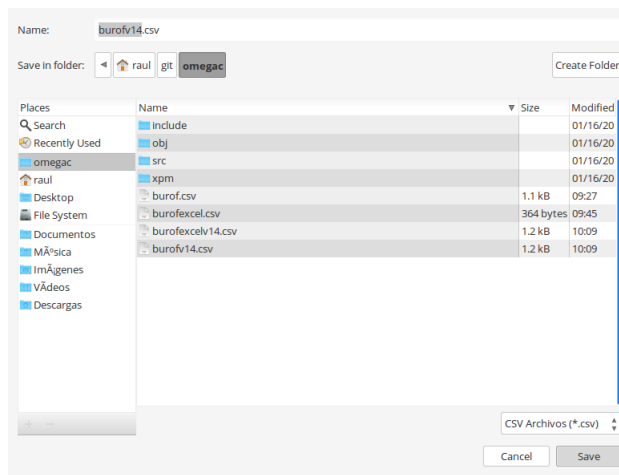 Name: burofv14.csv
Save in folder: raul git omegac Create Folder
Places Name Size Modified
Search include 01/16/20
Recently Used obj 01/16/20
omegac src 01/16/20
raul xpm 01/16/20
Desktop burof.csv 1.1 kB 09:27
File System burofexcel.csv 364 bytes 09:45
Documentos burofexcelv14.csv 1.2 kB 10:09
MÃºsica burofv14.csv 1.2 kB 10:09
ImÃ¡genes
VÃ­deos
Descargas
CSV Archivos (*.csv)
Cancel Save